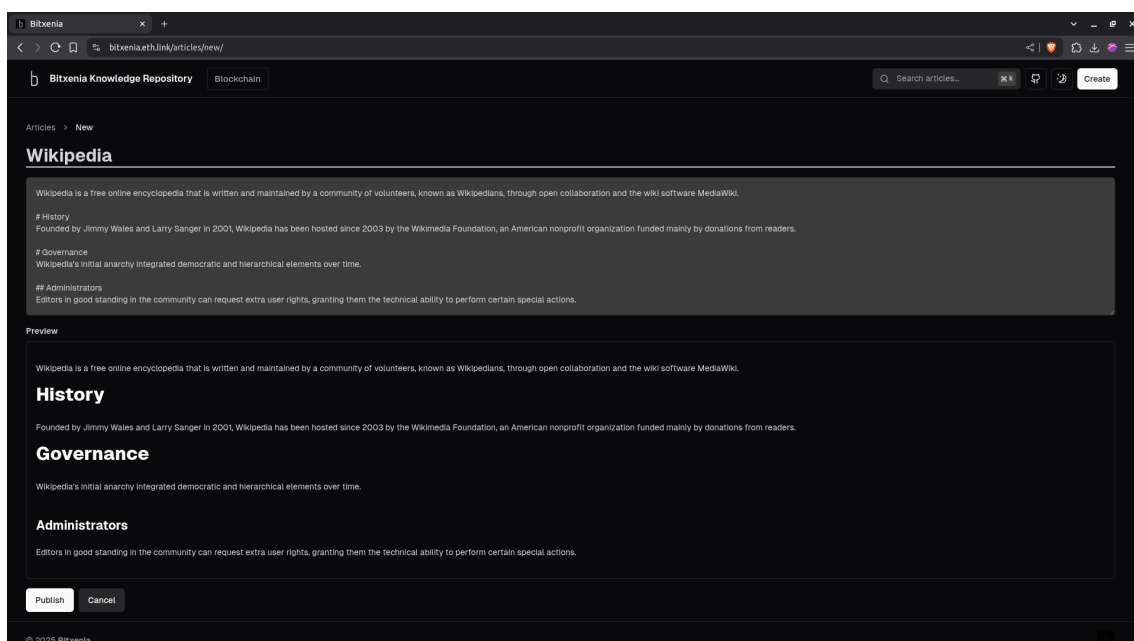 Bitxenia
bitxenia.eth.link/articles/new/
Bitxenia Knowledge Repository
Blockchain
Search articles...
⌘ k
Create
Articles > New
Wikipedia
Wikipedia is a free online encyclopedia that is written and maintained by a community of volunteers, known as Wikipedians, through open collaboration and the wiki software MediaWiki.
# History
Founded by Jimmy Wales and Larry Sanger in 2001, Wikipedia has been hosted since 2003 by the Wikimedia Foundation, an American nonprofit organization funded mainly by donations from readers.
# Governance
Wikipedia's initial anarchy integrated democratic and hierarchical elements over time.
## Administrators
Editors in good standing in the community can request extra user rights, granting them the technical ability to perform certain special actions.
Preview
Wikipedia is a free online encyclopedia that is written and maintained by a community of volunteers, known as Wikipedians, through open collaboration and the wiki software MediaWiki.
History
Founded by Jimmy Wales and Larry Sanger in 2001, Wikipedia has been hosted since 2003 by the Wikimedia Foundation, an American nonprofit organization funded mainly by donations from readers.
Governance
Wikipedia's initial anarchy integrated democratic and hierarchical elements over time.
Administrators
Editors in good standing in the community can request extra user rights, granting them the technical ability to perform certain special actions.
Publish
Cancel
© 2025 Bitxenia